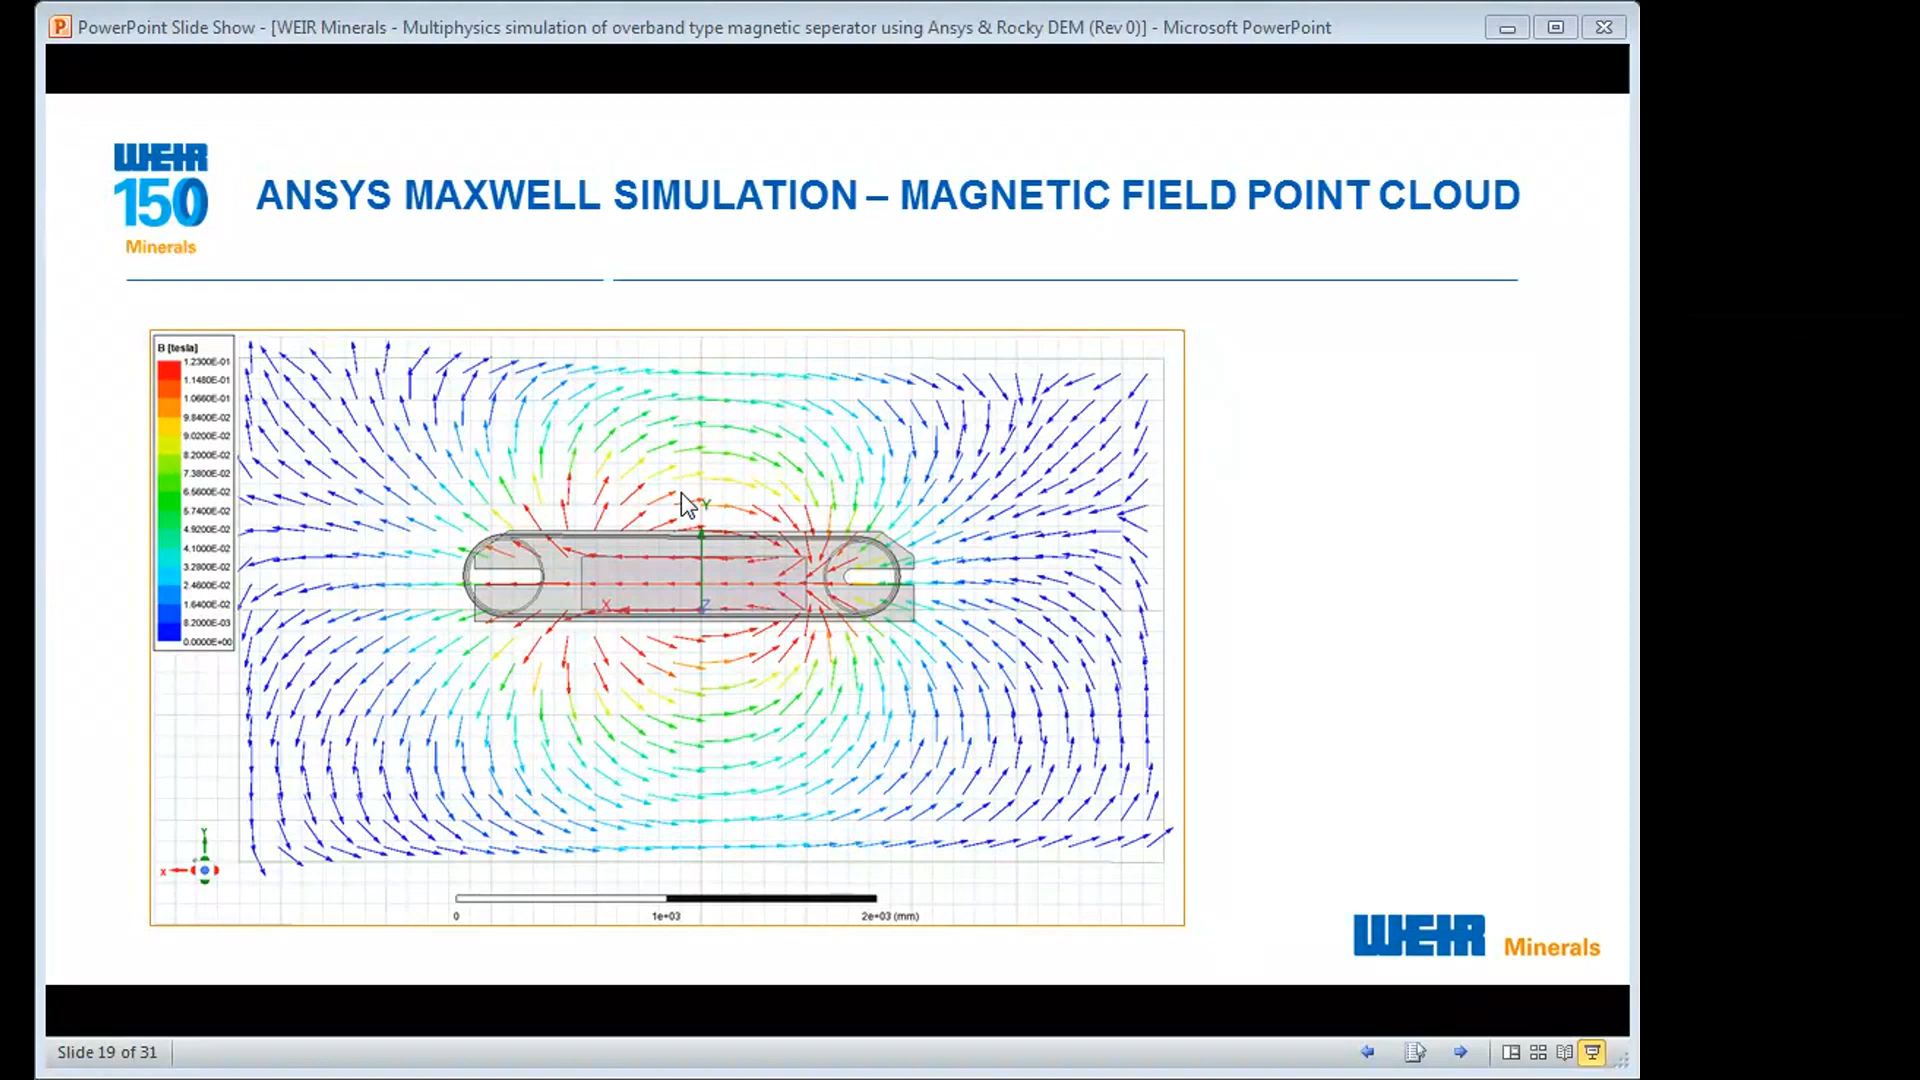 PowerPoint Slide Show - [WEIR Minerals - Multiphysics simulation of overband type magnetic seperator using Ansys & Rocky DEM (Rev 0)] - Microsoft PowerPoint
WEIR
150
Minerals
ANSYS MAXWELL SIMULATION – MAGNETIC FIELD POINT CLOUD
B [tesla]
1.2300E-01
1.1480E-01
1.0660E-01
9.8400E-02
9.0200E-02
8.2000E-02
7.3800E-02
6.5600E-02
5.7400E-02
4.9200E-02
4.1000E-02
3.2800E-02
2.4600E-02
1.6400E-02
8.2000E-03
0.0000E+00
Y
X
Z
Y
X
0 1e+03 2e+03 (mm)
WEIR Minerals
Slide 19 of 31